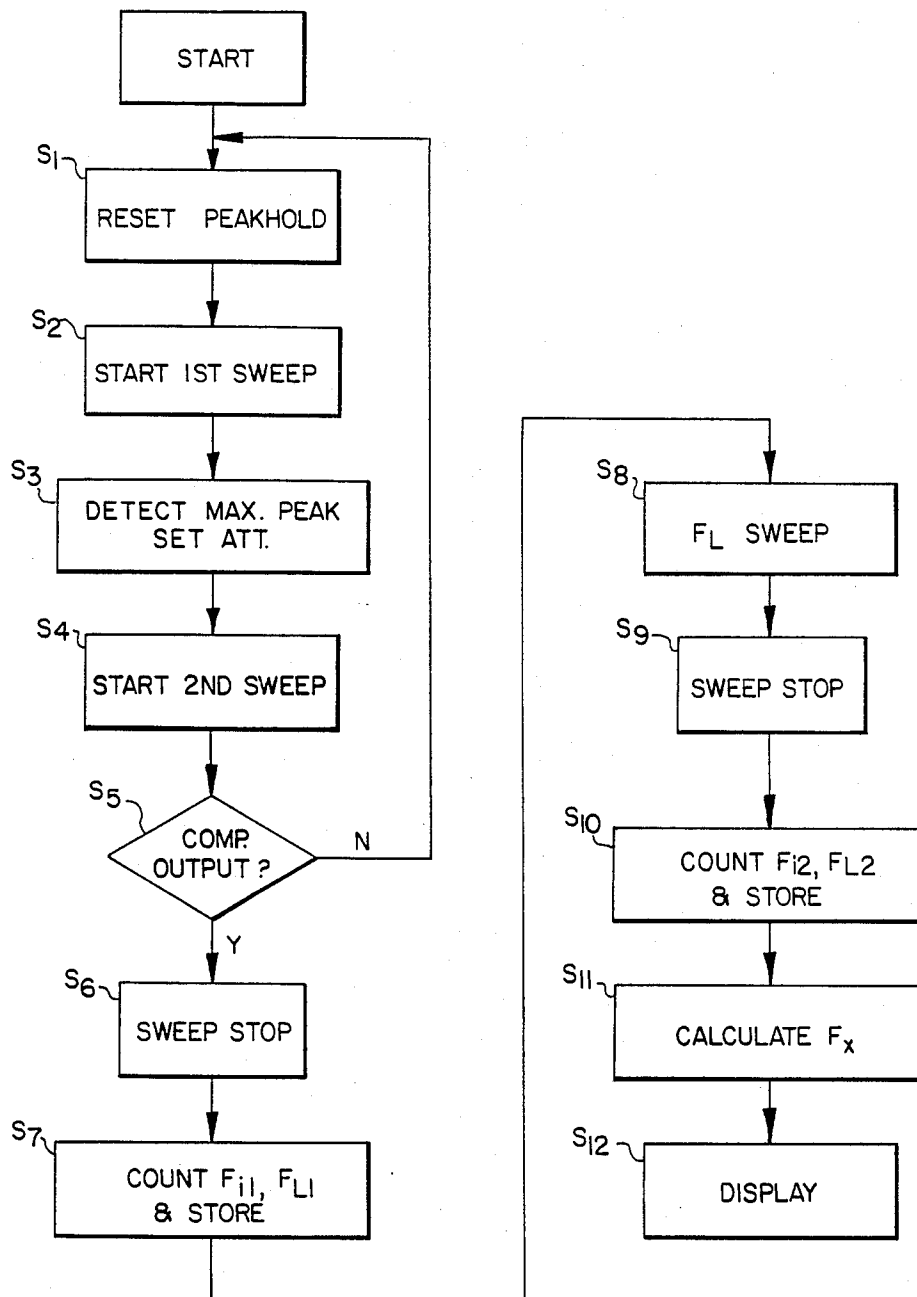 START
S1
RESET PEAKHOLD
S2
START 1ST SWEEP
S3
DETECT MAX. PEAK
SET ATT.
S4
START 2ND SWEEP
S5
COMP.
OUTPUT ?
N
Y
S6
SWEEP STOP
S7
COUNT Fi1, FL1
& STORE
S8
FL SWEEP
S9
SWEEP STOP
S10
COUNT Fi2, FL2
& STORE
S11
CALCULATE Fx
S12
DISPLAY